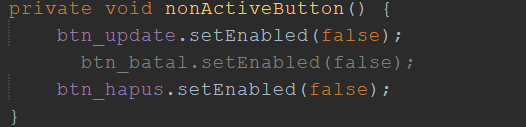 private void nonActiveButton() {
btn_update.setEnabled(false);
btn_batal.setEnabled(false);
btn_hapus.setEnabled(false);
}